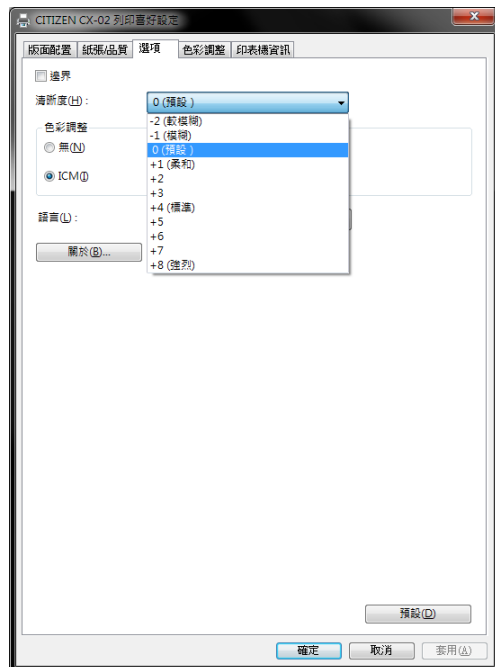 CITIZEN CX-02 列印喜好設定
版面配置 紙張/品質 選項 色彩調整 印表機資訊
邊界
清晰度(H)： 0 (預設 )
-2 (較模糊)
-1 (模糊)
0 (預設 )
+1 (柔和)
+2
+3
+4 (標準)
+5
+6
+7
+8 (強烈)
色彩調整
無(N)
ICM(I)
語言(L)：
關於(B)...
預設(D)
確定 取消 套用(A)